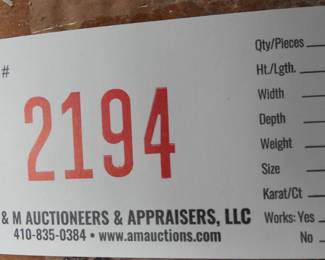 #
2194
& M AUCTIONEERS & APPRAISERS, LLC
410-835-0384 • www.amauctions.com
Qty/Pieces
Ht./Lgth.
Width
Depth
Weight
Size
Karat/Ct
Works: Yes
No